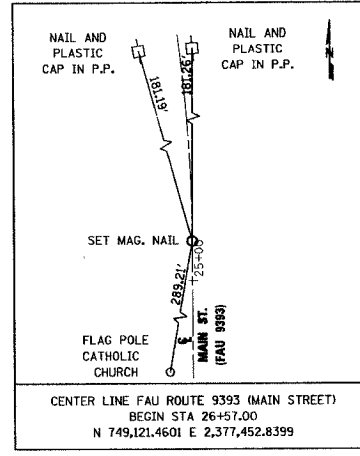 NAIL AND
PLASTIC
CAP IN P.P.
NAIL AND
PLASTIC
CAP IN P.P.
181.19'
181.26'
SET MAG. NAIL
25+00
289.21'
FLAG POLE
CATHOLIC
CHURCH
℄
MAIN ST.
(FAU 9393)
CENTER LINE FAU ROUTE 9393 (MAIN STREET)
BEGIN STA 26+57.00
N 749,121.4601 E 2,377,452.8399